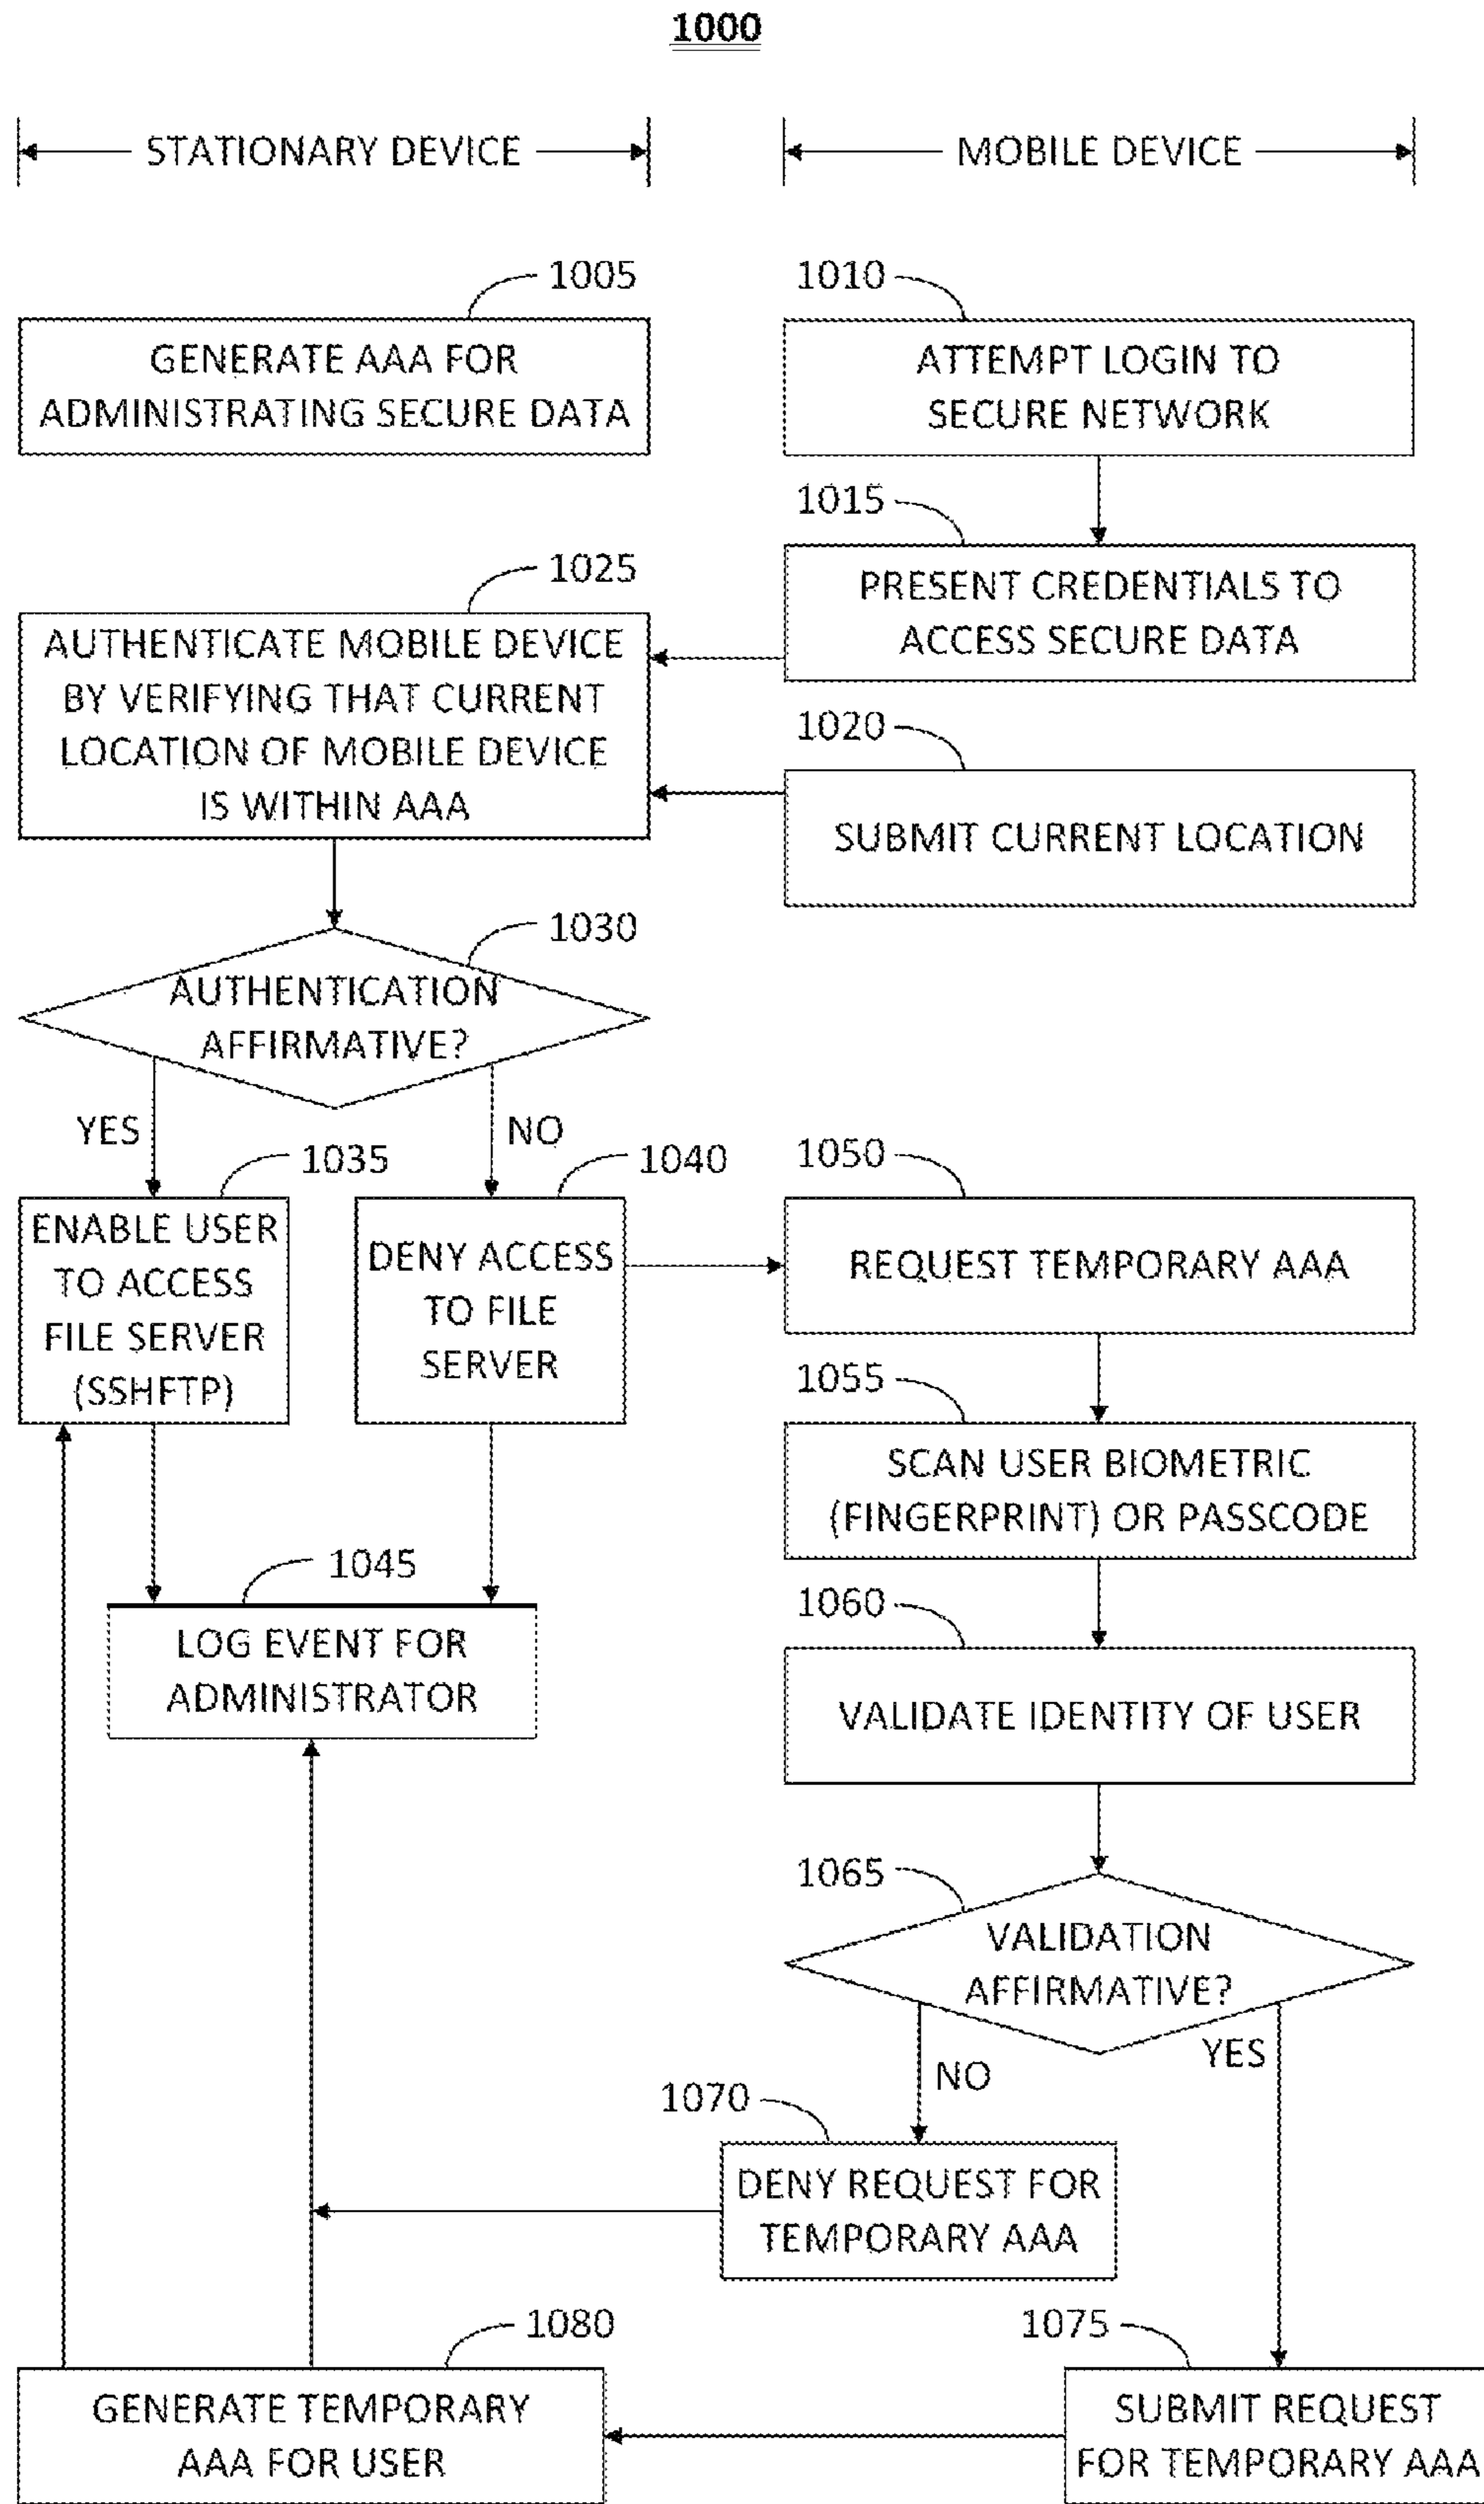 1000
STATIONARY DEVICE
MOBILE DEVICE
1005
GENERATE AAA FOR
ADMINISTRATING SECURE DATA
1010
ATTEMPT LOGIN TO
SECURE NETWORK
1015
PRESENT CREDENTIALS TO
ACCESS SECURE DATA
1025
AUTHENTICATE MOBILE DEVICE
BY VERIFYING THAT CURRENT
LOCATION OF MOBILE DEVICE
IS WITHIN AAA
1020
SUBMIT CURRENT LOCATION
1030
AUTHENTICATION
AFFIRMATIVE?
YES
NO
1035
ENABLE USER
TO ACCESS
FILE SERVER
(SSHFTP)
1040
DENY ACCESS
TO FILE
SERVER
1050
REQUEST TEMPORARY AAA
1055
SCAN USER BIOMETRIC
(FINGERPRINT) OR PASSCODE
1045
LOG EVENT FOR
ADMINISTRATOR
1060
VALIDATE IDENTITY OF USER
1065
VALIDATION
AFFIRMATIVE?
NO
YES
1070
DENY REQUEST FOR
TEMPORARY AAA
1080
GENERATE TEMPORARY
AAA FOR USER
1075
SUBMIT REQUEST
FOR TEMPORARY AAA